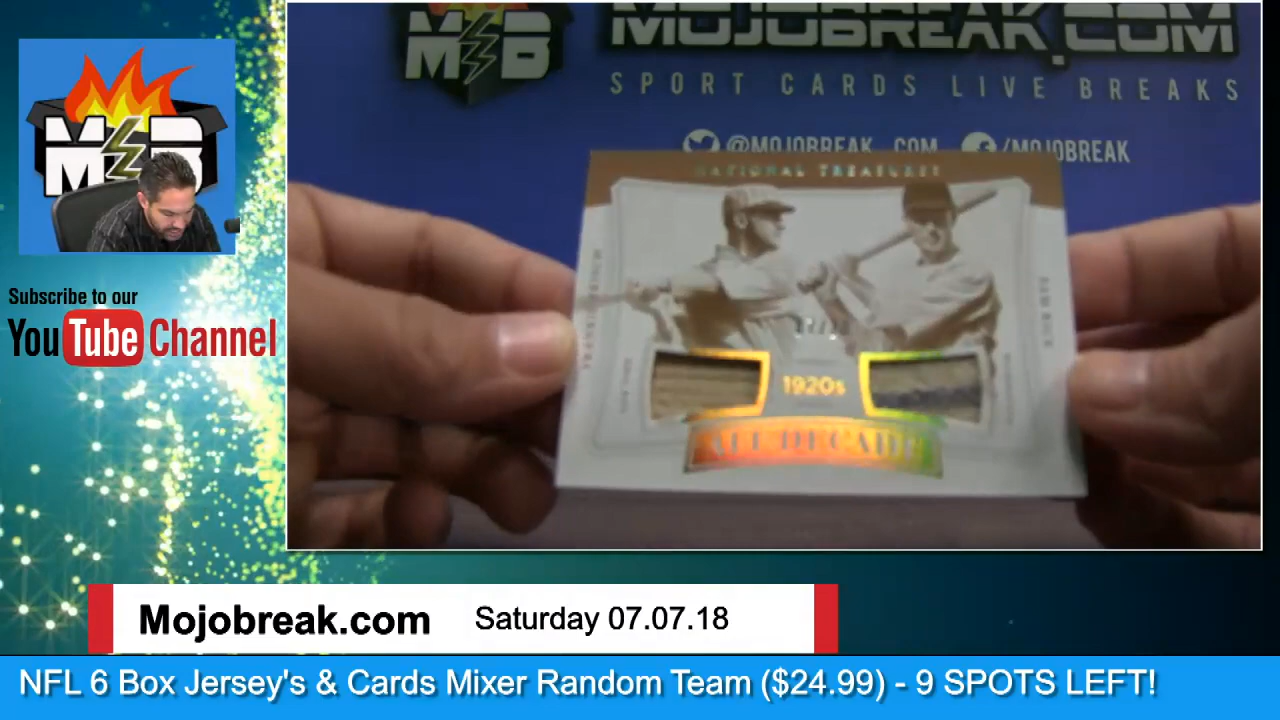 M B
MOJOBREAK.COM
SPORT CARDS LIVE BREAKS
@MOJOBREAK_COM /MOJOBREAK
M B
NATIONAL TREASURES
Subscribe to our
YouTube Channel
1920s
ALL DECADE
Mojobreak.com Saturday 07.07.18
NFL 6 Box Jersey's & Cards Mixer Random Team ($24.99) - 9 SPOTS LEFT!